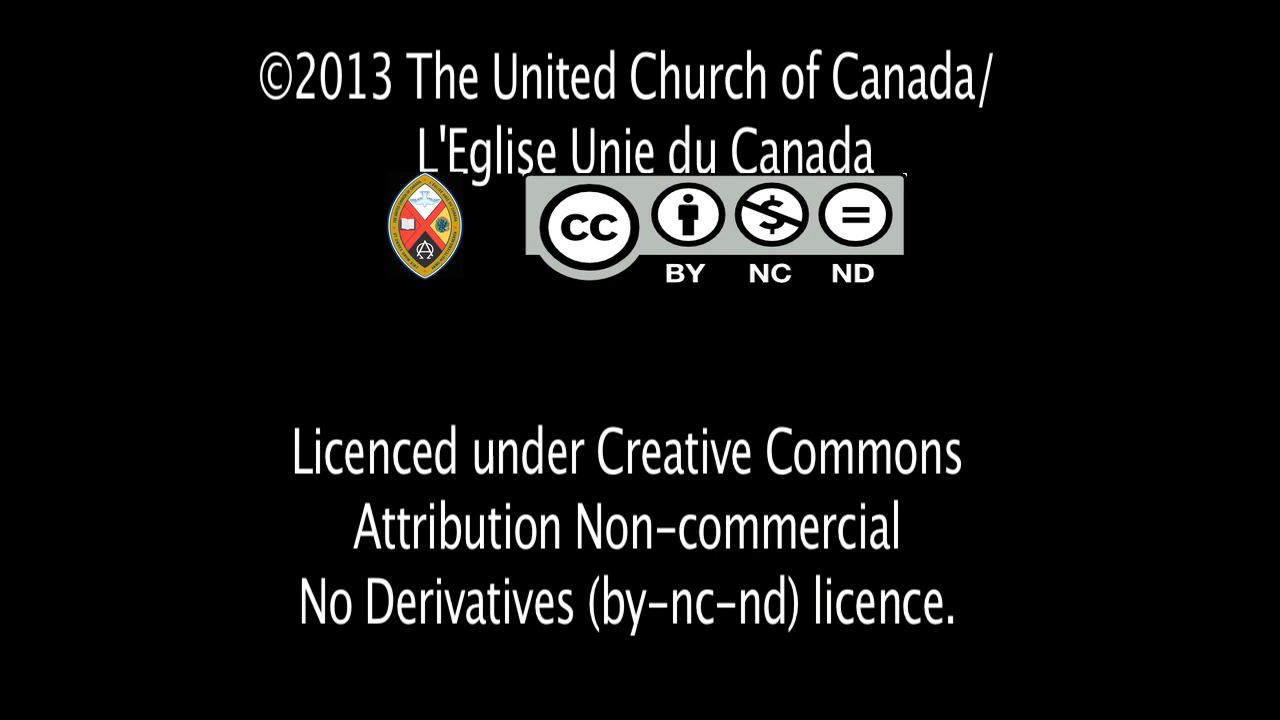 ©2013 The United Church of Canada/
L'Eglise Unie du Canada
CC
BY NC ND
Licenced under Creative Commons
Attribution Non-commercial
No Derivatives (by-nc-nd) licence.